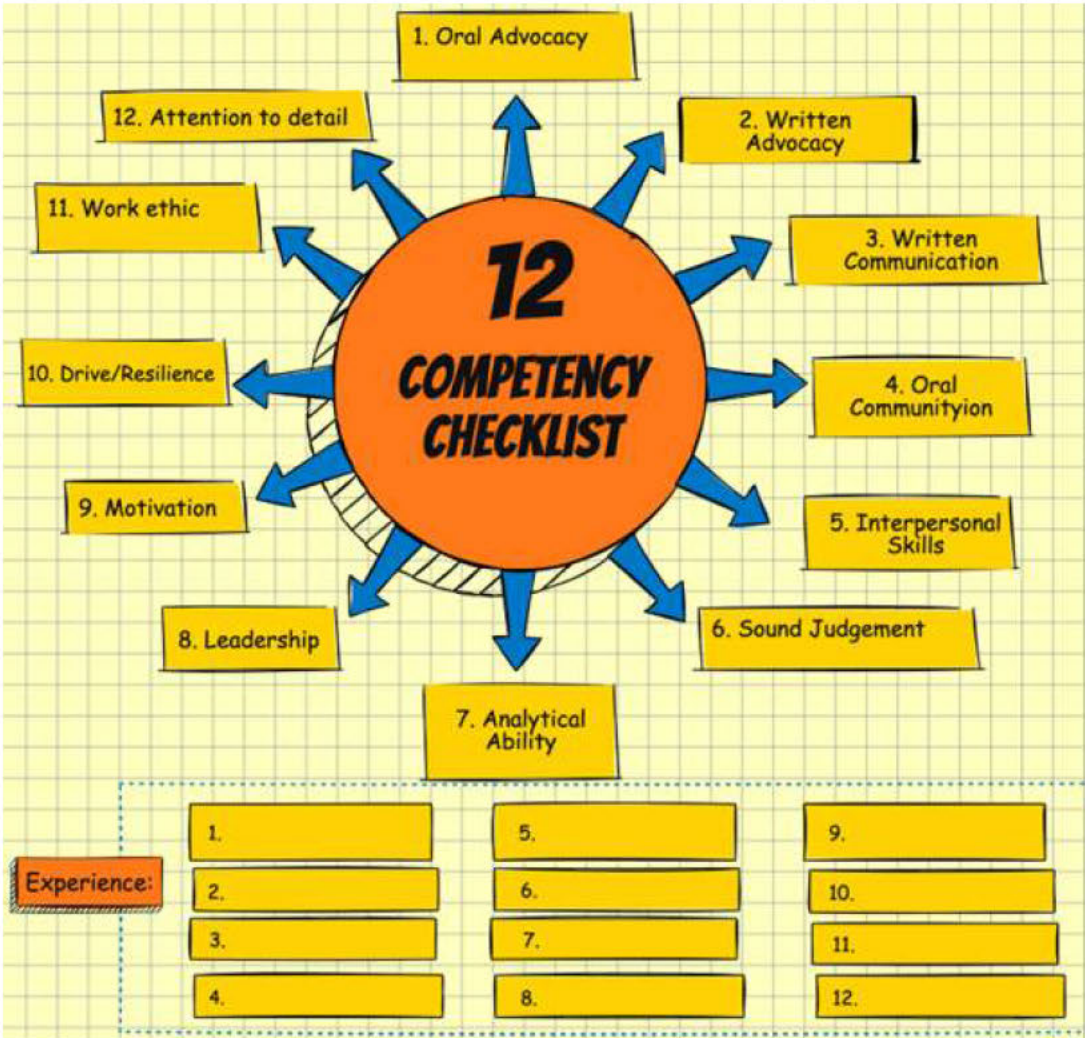 1. Oral Advocacy
2. Written
Advocacy
3. Written
Communication
4. Oral
Communityion
5. Interpersonal
Skills
6. Sound Judgement
7. Analytical
Ability
8. Leadership
9. Motivation
10. Drive/Resilience
11. Work ethic
12. Attention to detail
12
COMPETENCY
CHECKLIST
Experience:
1.
2.
3.
4.
5.
6.
7.
8.
9.
10.
11.
12.